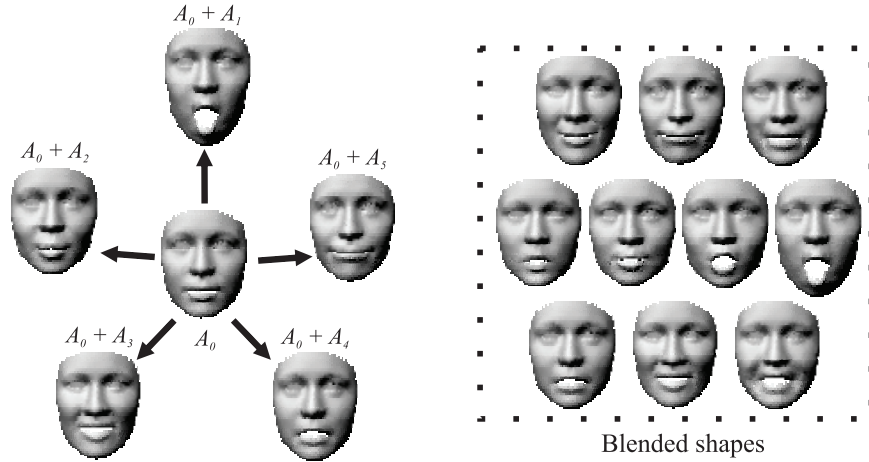 A₀ + A₁
A₀ + A₂
A₀ + A₅
A₀ + A₃
A₀
A₀ + A₄
Blended shapes